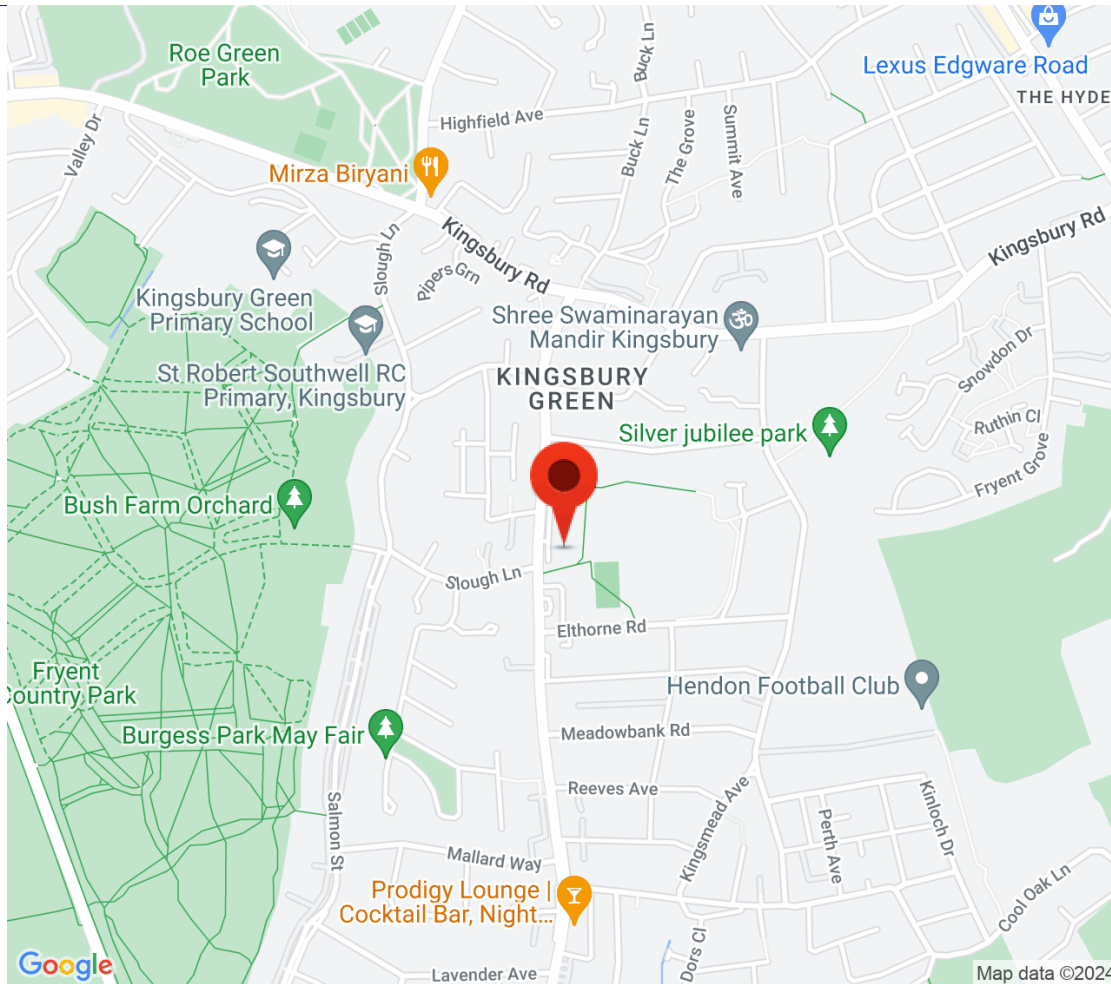 Roe Green
Park
Buck Ln
Lexus Edgware Road
THE HYDE
Highfield Ave
Valley Dr
Buck Ln
The Grove
Summit Ave
Mirza Biryani
Slough Ln
Kingsbury Rd
Kingsbury Rd
Pipers Grn
Kingsbury Green
Primary School
Shree Swaminarayan
Mandir Kingsbury
St Robert Southwell RC
Primary, Kingsbury
KINGSBURY
GREEN
Snowdon Dr
Ruthin Cl
Fryent Grove
Silver jubilee park
Bush Farm Orchard
Slough Ln
Elthorne Rd
Fryent
Country Park
Hendon Football Club
Burgess Park May Fair
Meadowbank Rd
Reeves Ave
Salmon St
Kingsmead Ave
Perth Ave
Kinloch Dr
Mallard Way
Prodigy Lounge |
Cocktail Bar, Night...
Cool Oak Ln
Dors Cl
Lavender Ave
Google
Map data ©2024